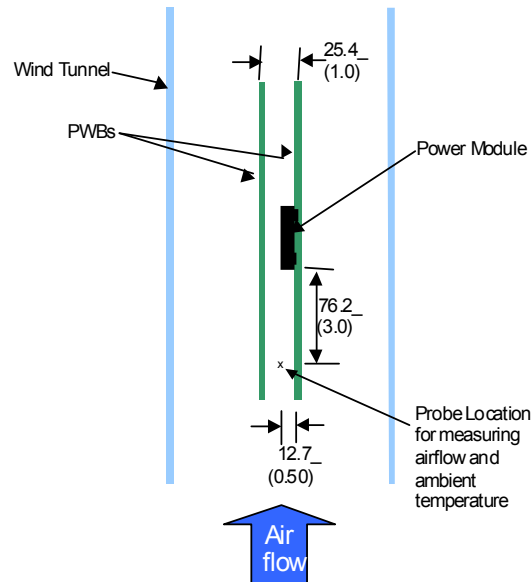 25.4_
(1.0)
Wind Tunnel
PWBs
Power Module
76.2_
(3.0)
x
Probe Location
for measuring
airflow and
ambient
temperature
12.7_
(0.50)
Air
flow